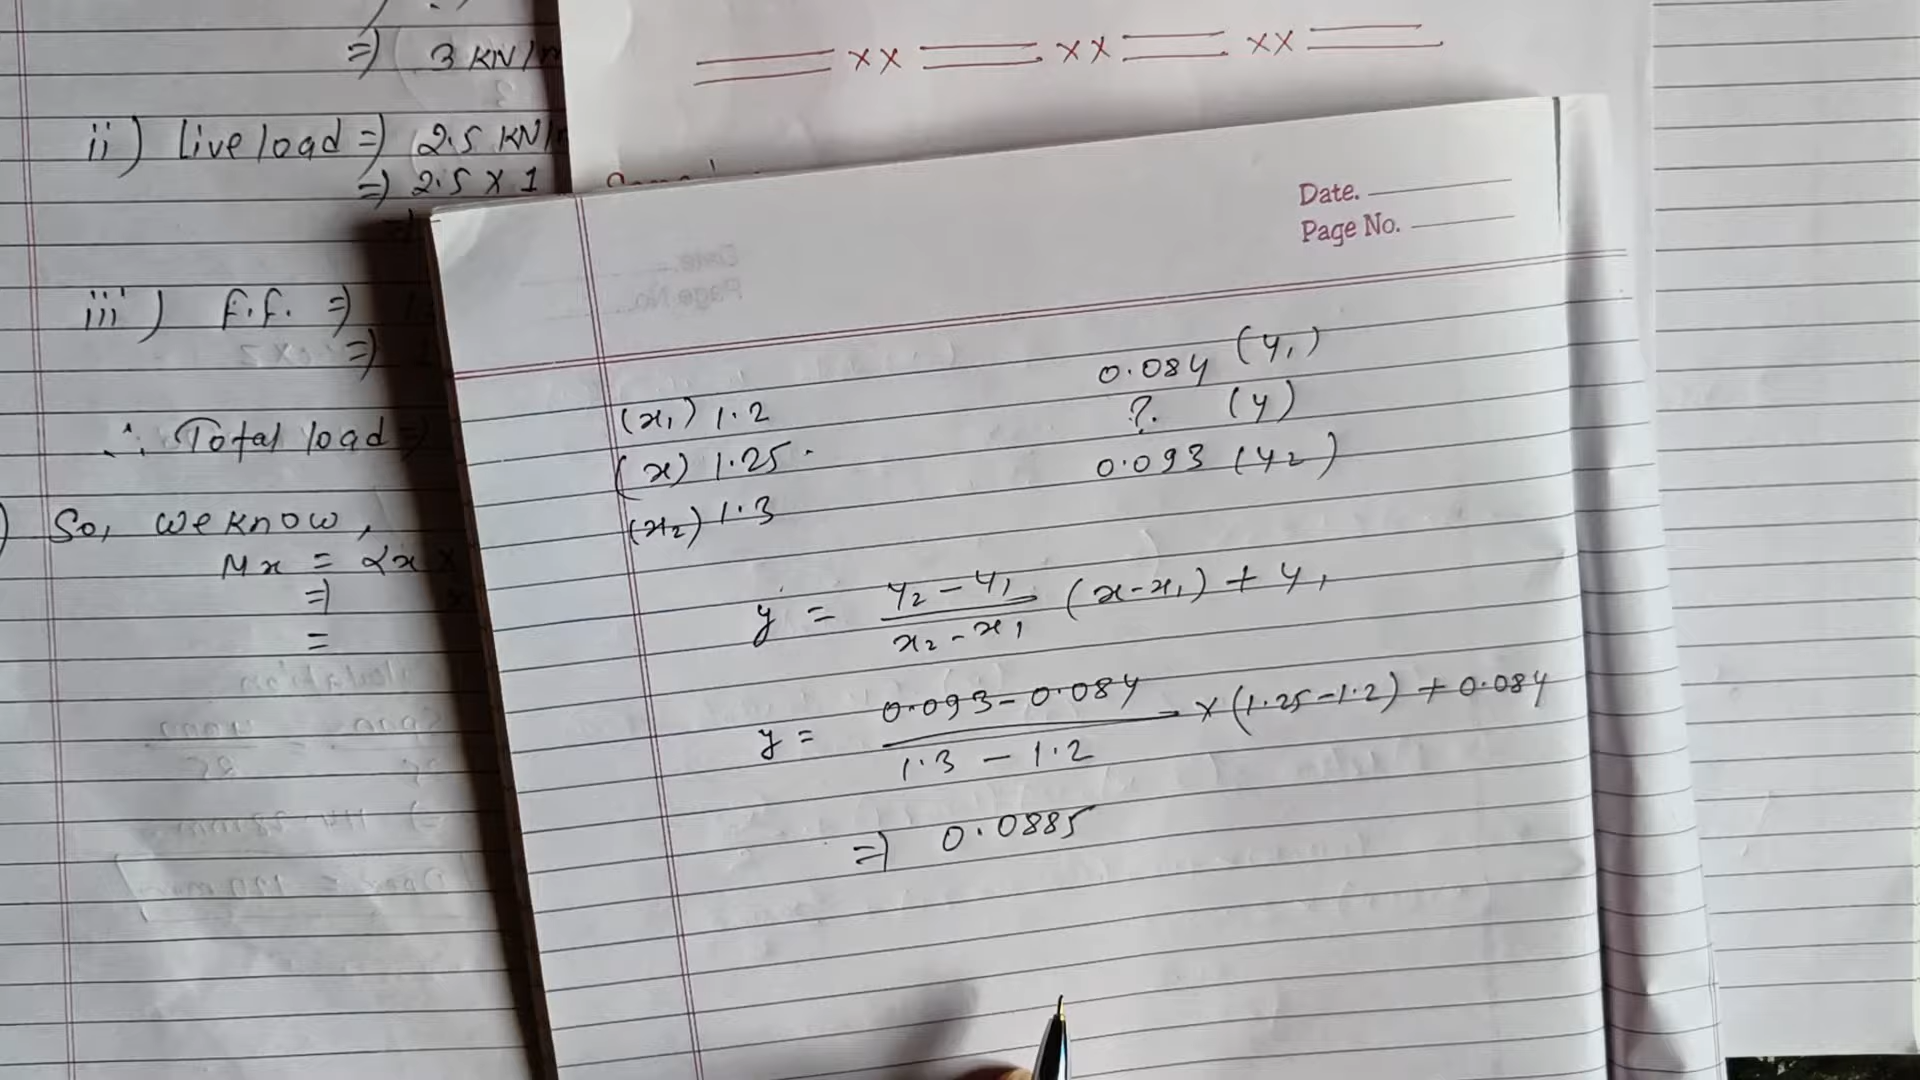 =) 3 KN/
ii) live load =) 2.5 KN/
=) 2.5 x 1
iii) f.f. =)
=)
∴ Total load =)
So, we know,
Mx = αx x
=)
=
xx xx xx
Date.
Page No.
(x₁) 1.2 0.084 (y₁)
(x) 1.25 ? (y)
(x₂) 1.3 0.093 (y₂)
y = y₂ - y₁ / x₂ - x₁ (x - x₁) + y₁
y = 0.093 - 0.084 / 1.3 - 1.2 x (1.25 - 1.2) + 0.084
=) 0.0885